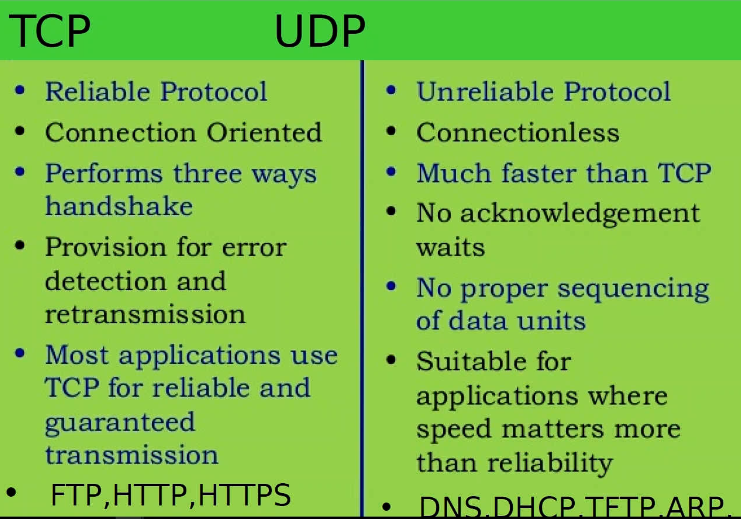 TCP UDP
• Reliable Protocol
• Connection Oriented
• Performs three ways
handshake
• Provision for error
detection and
retransmission
• Most applications use
TCP for reliable and
guaranteed
transmission
• FTP,HTTP,HTTPS
• Unreliable Protocol
• Connectionless
• Much faster than TCP
• No acknowledgement
waits
• No proper sequencing
of data units
• Suitable for
applications where
speed matters more
than reliability
• DNS,DHCP,TFTP,ARP,